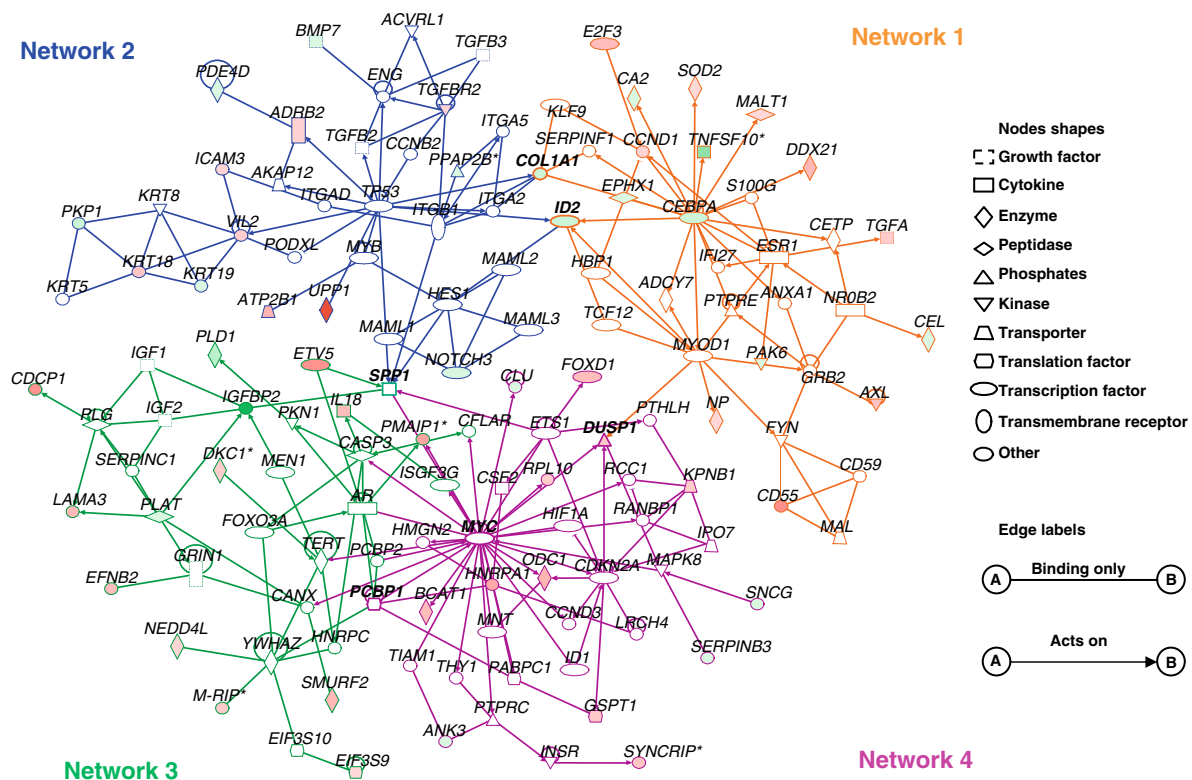 Network 2
Network 1
BMP7
ACVRL1
TGFB3
E2F3
PDE4D
ENG
TGFBR2
CA2
SOD2
MALT1
ADRB2
TGFB2
CCNB2
ITGA5
KLF9
SERPINF1
CCND1
TNFSF10*
DDX21
ICAM3
AKAP12
PPAP2B*
COL1A1
KRT8
ITGAD
TP53
ITGB1
ITGA2
EPHX1
S100G
PKP1
VIL2
ID2
CEBPA
CETP
TGFA
KRT18
PODXL
MYB
MAML2
HBP1
IFI27
ESR1
KRT5
KRT19
ATP2B1
UPP1
HES1
ADCY7
PTPRE
ANXA1
NR0B2
MAML1
MAML3
TCF12
MYOD1
PAK6
CEL
NOTCH3
GRB2
AXL
PLD1
ETV5
SPP1
CLU
FOXD1
IGF1
CDCP1
IGFBP2
IL18
NP
PLG
IGF2
PKN1
PMAIP1*
CFLAR
ETS1
DUSP1
PTHLH
FYN
SERPINC1
DKC1*
MEN1
CASP3
ISGF3G
CSF2
RPL10
RCC1
KPNB1
CD59
LAMA3
PLAT
FOXO3A
AR
MYC
HIF1A
RANBP1
CD55
MAL
GRIN1
TERT
PCBP2
HMGN2
ODC1
CDKN2A
MAPK8
IPO7
EFNB2
CANX
PCBP1
BCAT1
HNRPA1
SNCG
NEDD4L
YWHAZ
HNRPC
MNT
CCND3
LRCH4
SERPINB3
M-RIP*
SMURF2
TIAM1
THY1
PABPC1
ID1
EIF3S10
EIF3S9
ANK3
PTPRC
INSR
GSPT1
SYNCRIP*
Network 3
Network 4
Nodes shapes
Growth factor
Cytokine
Enzyme
Peptidase
Phosphates
Kinase
Transporter
Translation factor
Transcription factor
Transmembrane receptor
Other
Edge labels
A Binding only B
A Acts on B